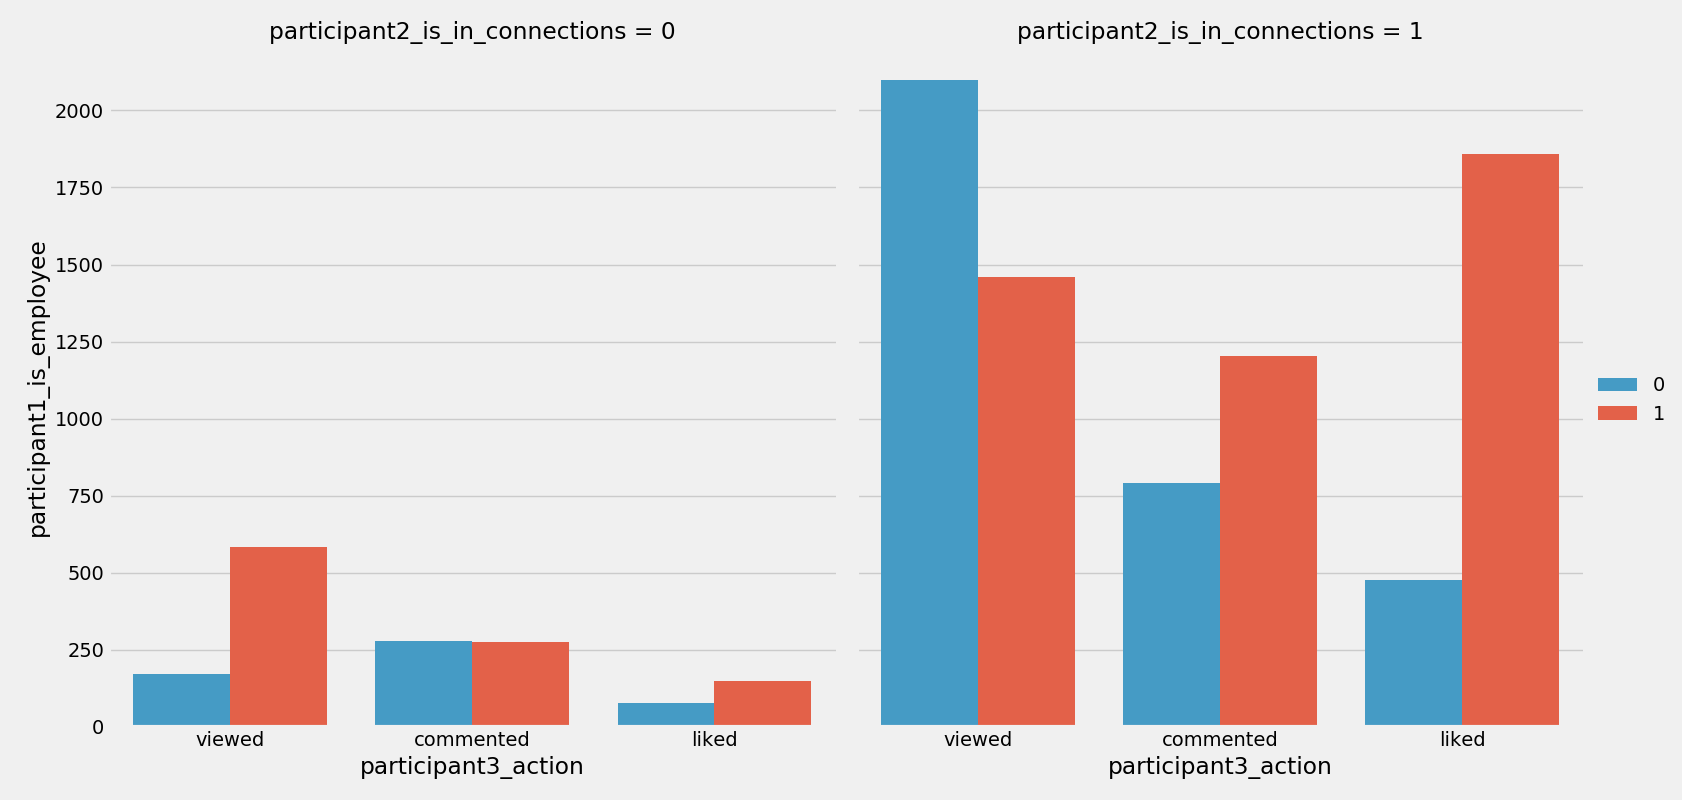 participant2_is_in_connections = 0
participant2_is_in_connections = 1
participant1_is_employee
2000
1750
1500
1250
1000
750
500
250
0
viewed commented liked
participant3_action
viewed commented liked
participant3_action
0
1